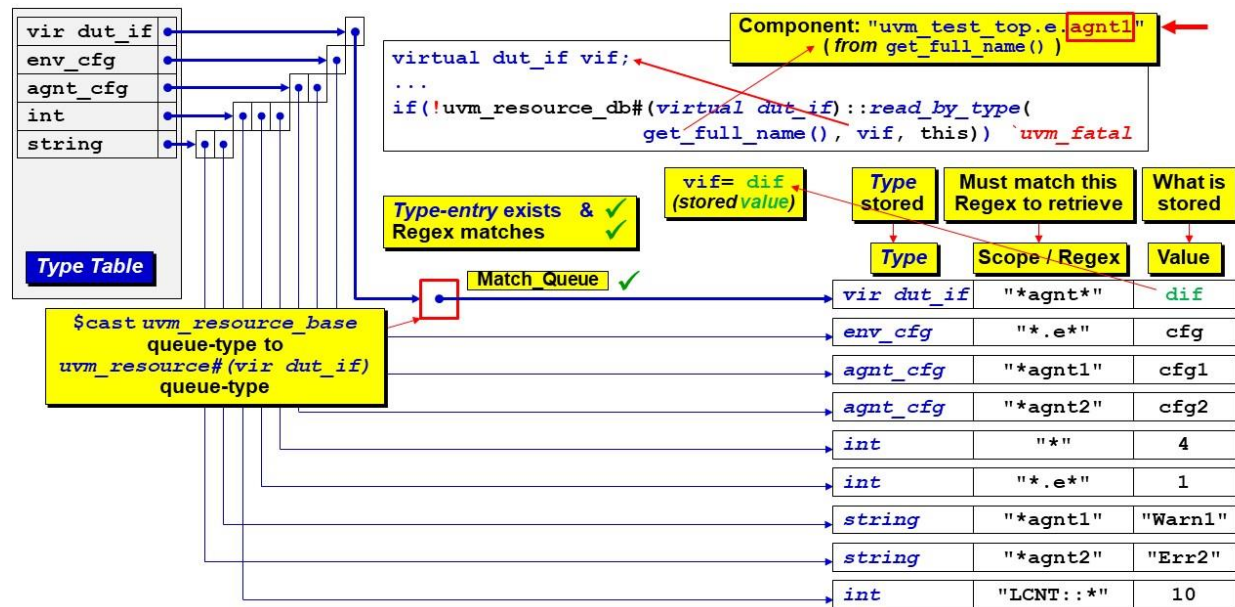 vir dut_if
env_cfg
agnt_cfg
int
string
Type Table
Component: "uvm_test_top.e.agnt1"
( from get_full_name() )
virtual dut_if vif;
...
if(!uvm_resource_db#(virtual dut_if)::read_by_type(
get_full_name(), vif, this)) `uvm_fatal
vif= dif
(stored value)
Type
stored
Must match this
Regex to retrieve
What is
stored
Type-entry exists & ✓
Regex matches ✓
Match_Queue ✓
$cast uvm_resource_base
queue-type to
uvm_resource#(vir dut_if)
queue-type
Type Scope / Regex Value
vir dut_if "*agnt*" dif
env_cfg "*.e*" cfg
agnt_cfg "*agnt1" cfg1
agnt_cfg "*agnt2" cfg2
int "*" 4
int "*.e*" 1
string "*agnt1" "Warn1"
string "*agnt2" "Err2"
int "LCNT::*" 10